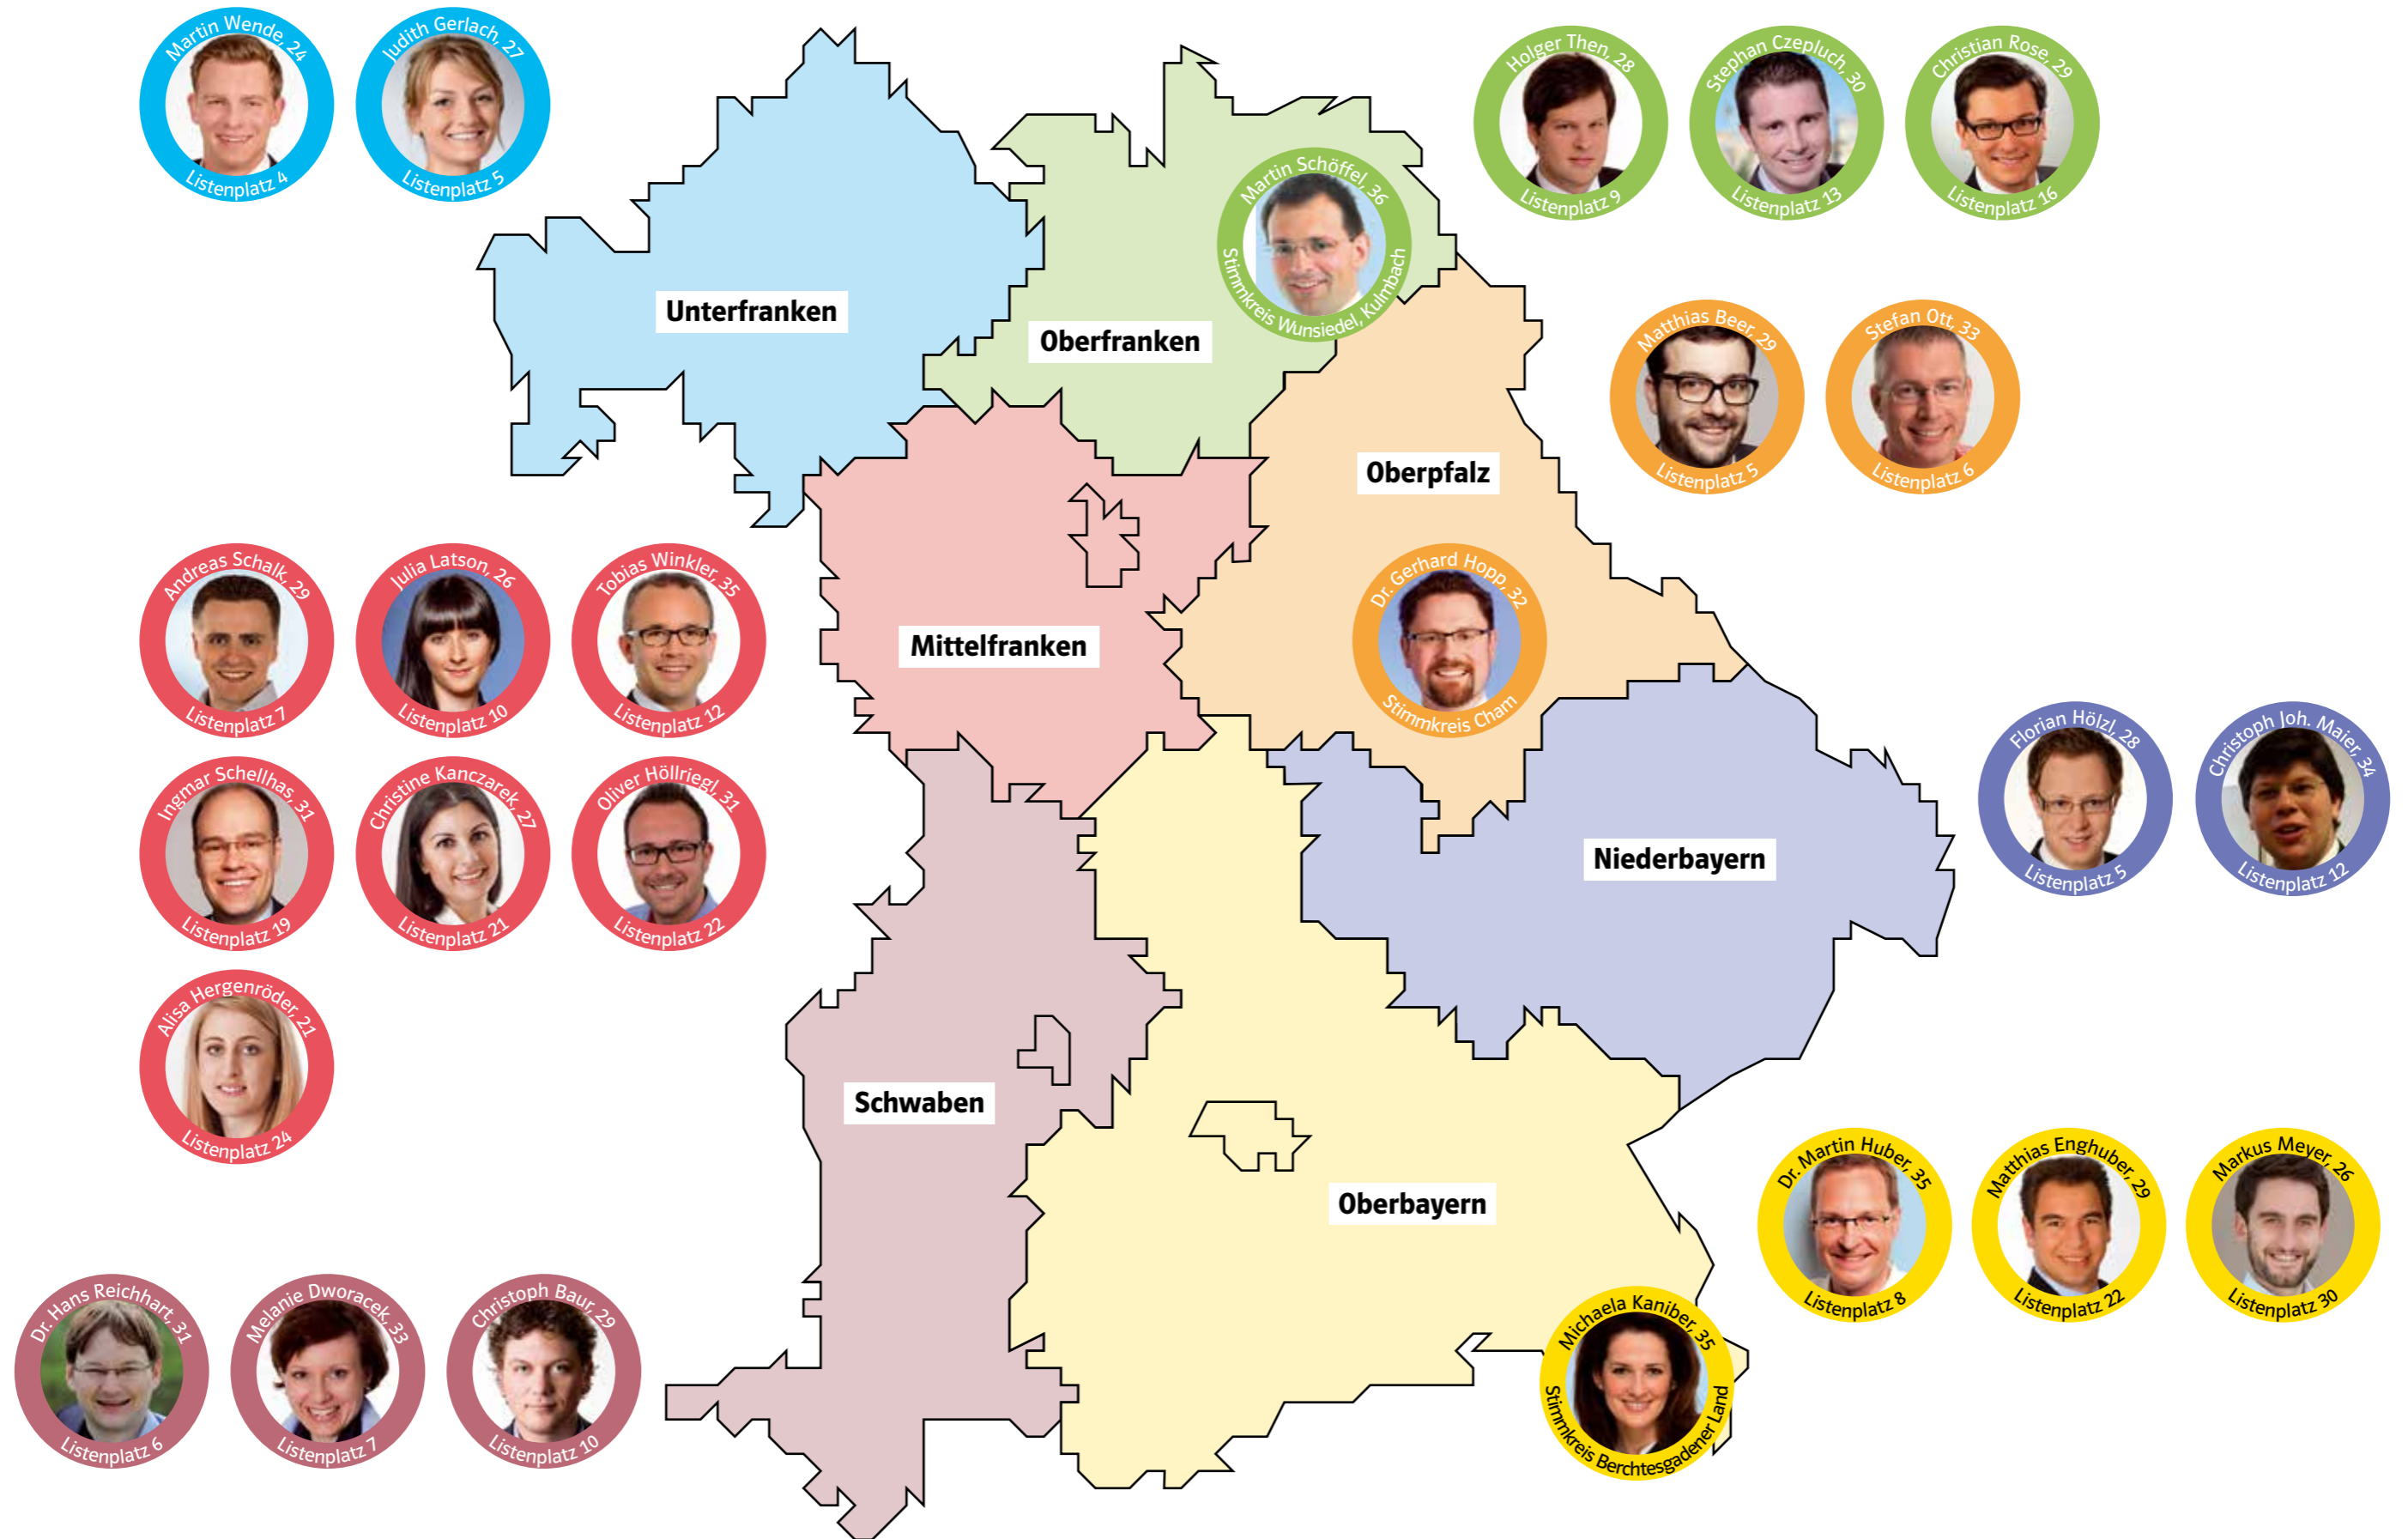 Martin Wende, 24
Listenplatz 4
Judith Gerlach, 27
Listenplatz 5
Holger Then, 28
Listenplatz 9
Stephan Czepluch, 30
Listenplatz 13
Christian Rose, 29
Listenplatz 16
Martin Schöffel, 36
Stimmkreis Wunsiedel, Kulmbach
Unterfranken
Oberfranken
Matthias Beer, 29
Listenplatz 5
Stefan Ott, 33
Listenplatz 6
Oberpfalz
Dr. Gerhard Hopp, 32
Stimmkreis Cham
Andreas Schalk, 29
Listenplatz 7
Julia Latson, 26
Listenplatz 10
Tobias Winkler, 35
Listenplatz 12
Mittelfranken
Ingmar Schellhas, 31
Listenplatz 19
Christine Kanczarek, 27
Listenplatz 21
Oliver Höllriegl, 31
Listenplatz 22
Florian Hölzl, 28
Listenplatz 5
Christoph Joh. Maier, 34
Listenplatz 12
Niederbayern
Alisa Hergenröder, 21
Listenplatz 24
Schwaben
Oberbayern
Dr. Martin Huber, 35
Listenplatz 8
Matthias Enghuber, 29
Listenplatz 22
Markus Meyer, 26
Listenplatz 30
Dr. Hans Reichhart, 31
Listenplatz 6
Melanie Dworacek, 33
Listenplatz 7
Christoph Baur, 29
Listenplatz 10
Michaela Kaniber, 35
Stimmkreis Berchtesgadener Land